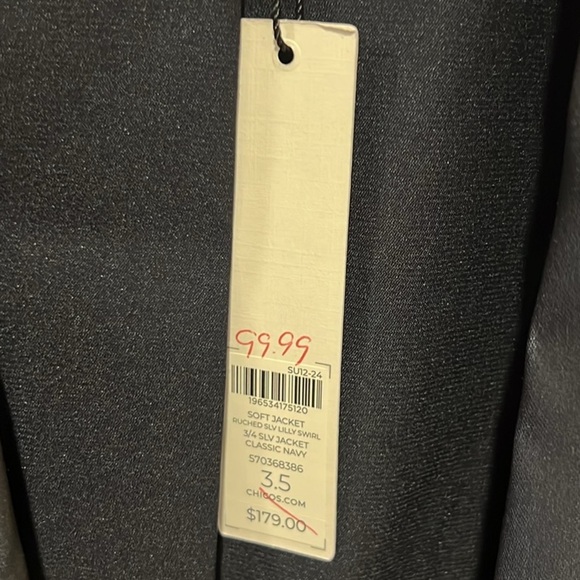 99.99
SU12-24
196534175120
SOFT JACKET
RUCHED SLV LILLY SWIRL
3/4 SLV JACKET
CLASSIC NAVY
570368386
3.5
CHICOS.COM
$179.00